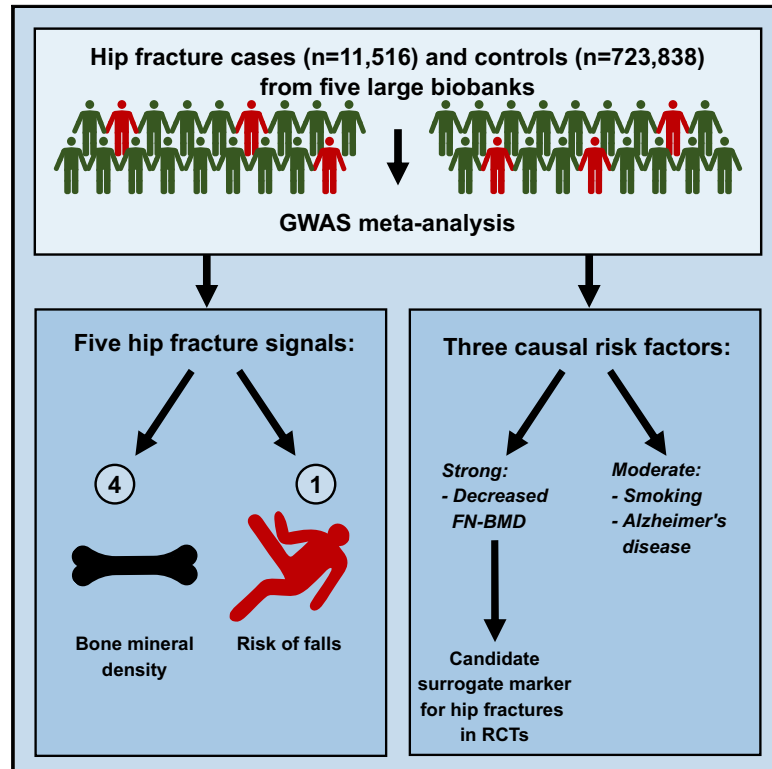 Hip fracture cases (n=11,516) and controls (n=723,838)
from five large biobanks
GWAS meta-analysis
Five hip fracture signals:
4
1
Bone mineral
density
Risk of falls
Three causal risk factors:
Strong:
- Decreased
FN-BMD
Moderate:
- Smoking
- Alzheimer's
disease
Candidate
surrogate marker
for hip fractures
in RCTs